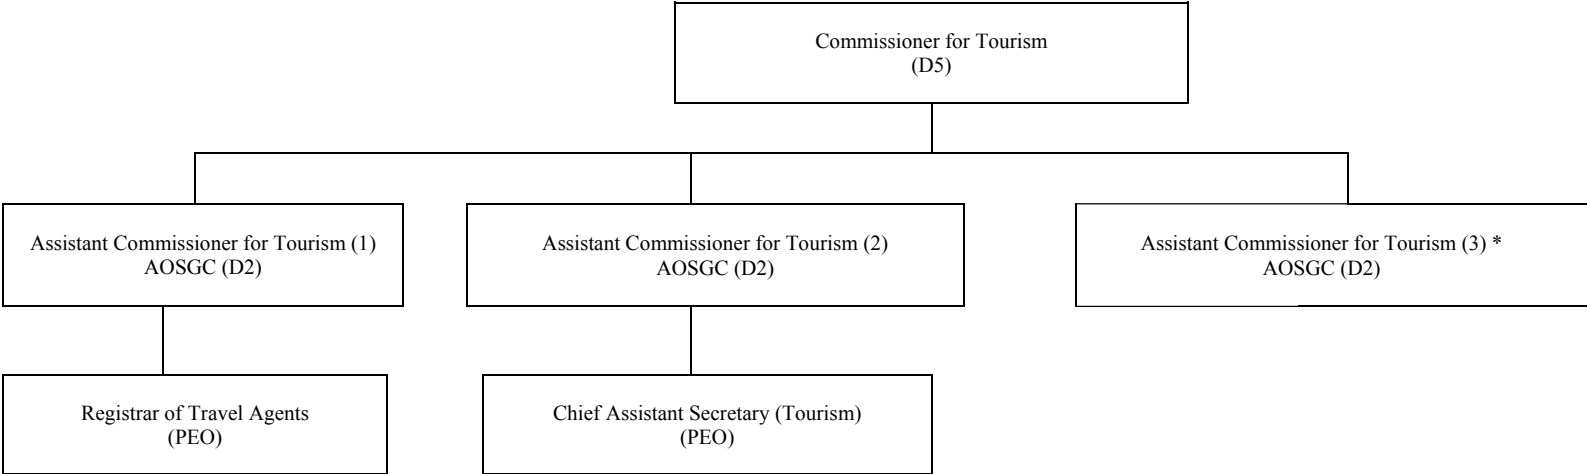 Commissioner for Tourism
(D5)
Assistant Commissioner for Tourism (1)
AOSGC (D2)
Assistant Commissioner for Tourism (2)
AOSGC (D2)
Assistant Commissioner for Tourism (3) *
AOSGC (D2)
Registrar of Travel Agents
(PEO)
Chief Assistant Secretary (Tourism)
(PEO)